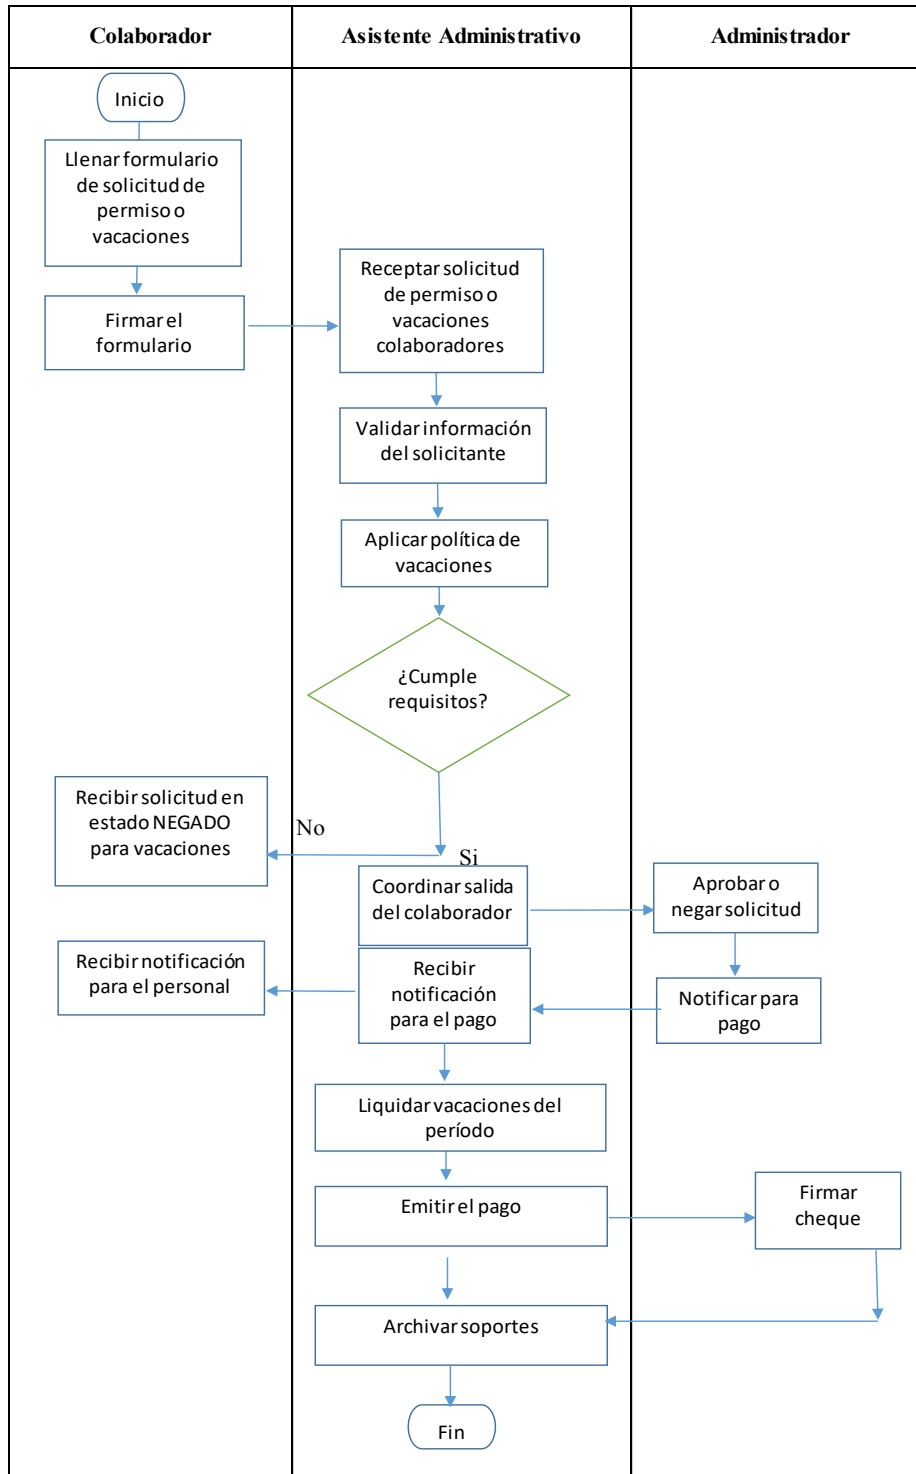 Colaborador
Asistente Administrativo
Administrador
Inicio
Llenar formulario
de solicitud de
permiso o
vacaciones
Firmar el
formulario
Receptar solicitud
de permiso o
vacaciones
colaboradores
Validar información
del solicitante
Aplicar política de
vacaciones
¿Cumple
requisitos?
Recibir solicitud en
estado NEGADO
para vacaciones
No
Si
Coordinar salida
del colaborador
Aprobar o
negar solicitud
Recibir notificación
para el personal
Recibir
notificación
para el pago
Notificar para
pago
Liquidar vacaciones del
período
Emitir el pago
Firmar
cheque
Archivar soportes
Fin